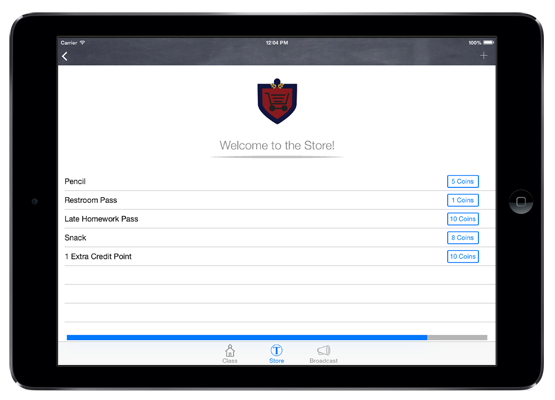 Carrier 12:04 PM 100%
+
Welcome to the Store!
Pencil 5 Coins
Restroom Pass 1 Coins
Late Homework Pass 10 Coins
Snack 8 Coins
1 Extra Credit Point 10 Coins
T
Class Store Broadcast